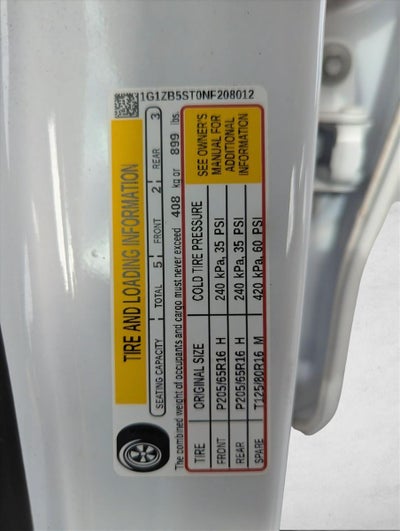 1G1ZB5ST0NF208012
TIRE AND LOADING INFORMATION
SEATING CAPACITY TOTAL 5 FRONT 2 REAR 3
The combined weight of occupants and cargo must never exceed 408 kg or 899 lbs.
TIRE ORIGINAL SIZE COLD TIRE PRESSURE SEE OWNER'S
MANUAL FOR
ADDITIONAL
INFORMATION
FRONT P205/65R16 H 240 kPa, 35 PSI
REAR P205/65R16 H 240 kPa, 35 PSI
SPARE T125/80R16 M 420 kPa, 60 PSI